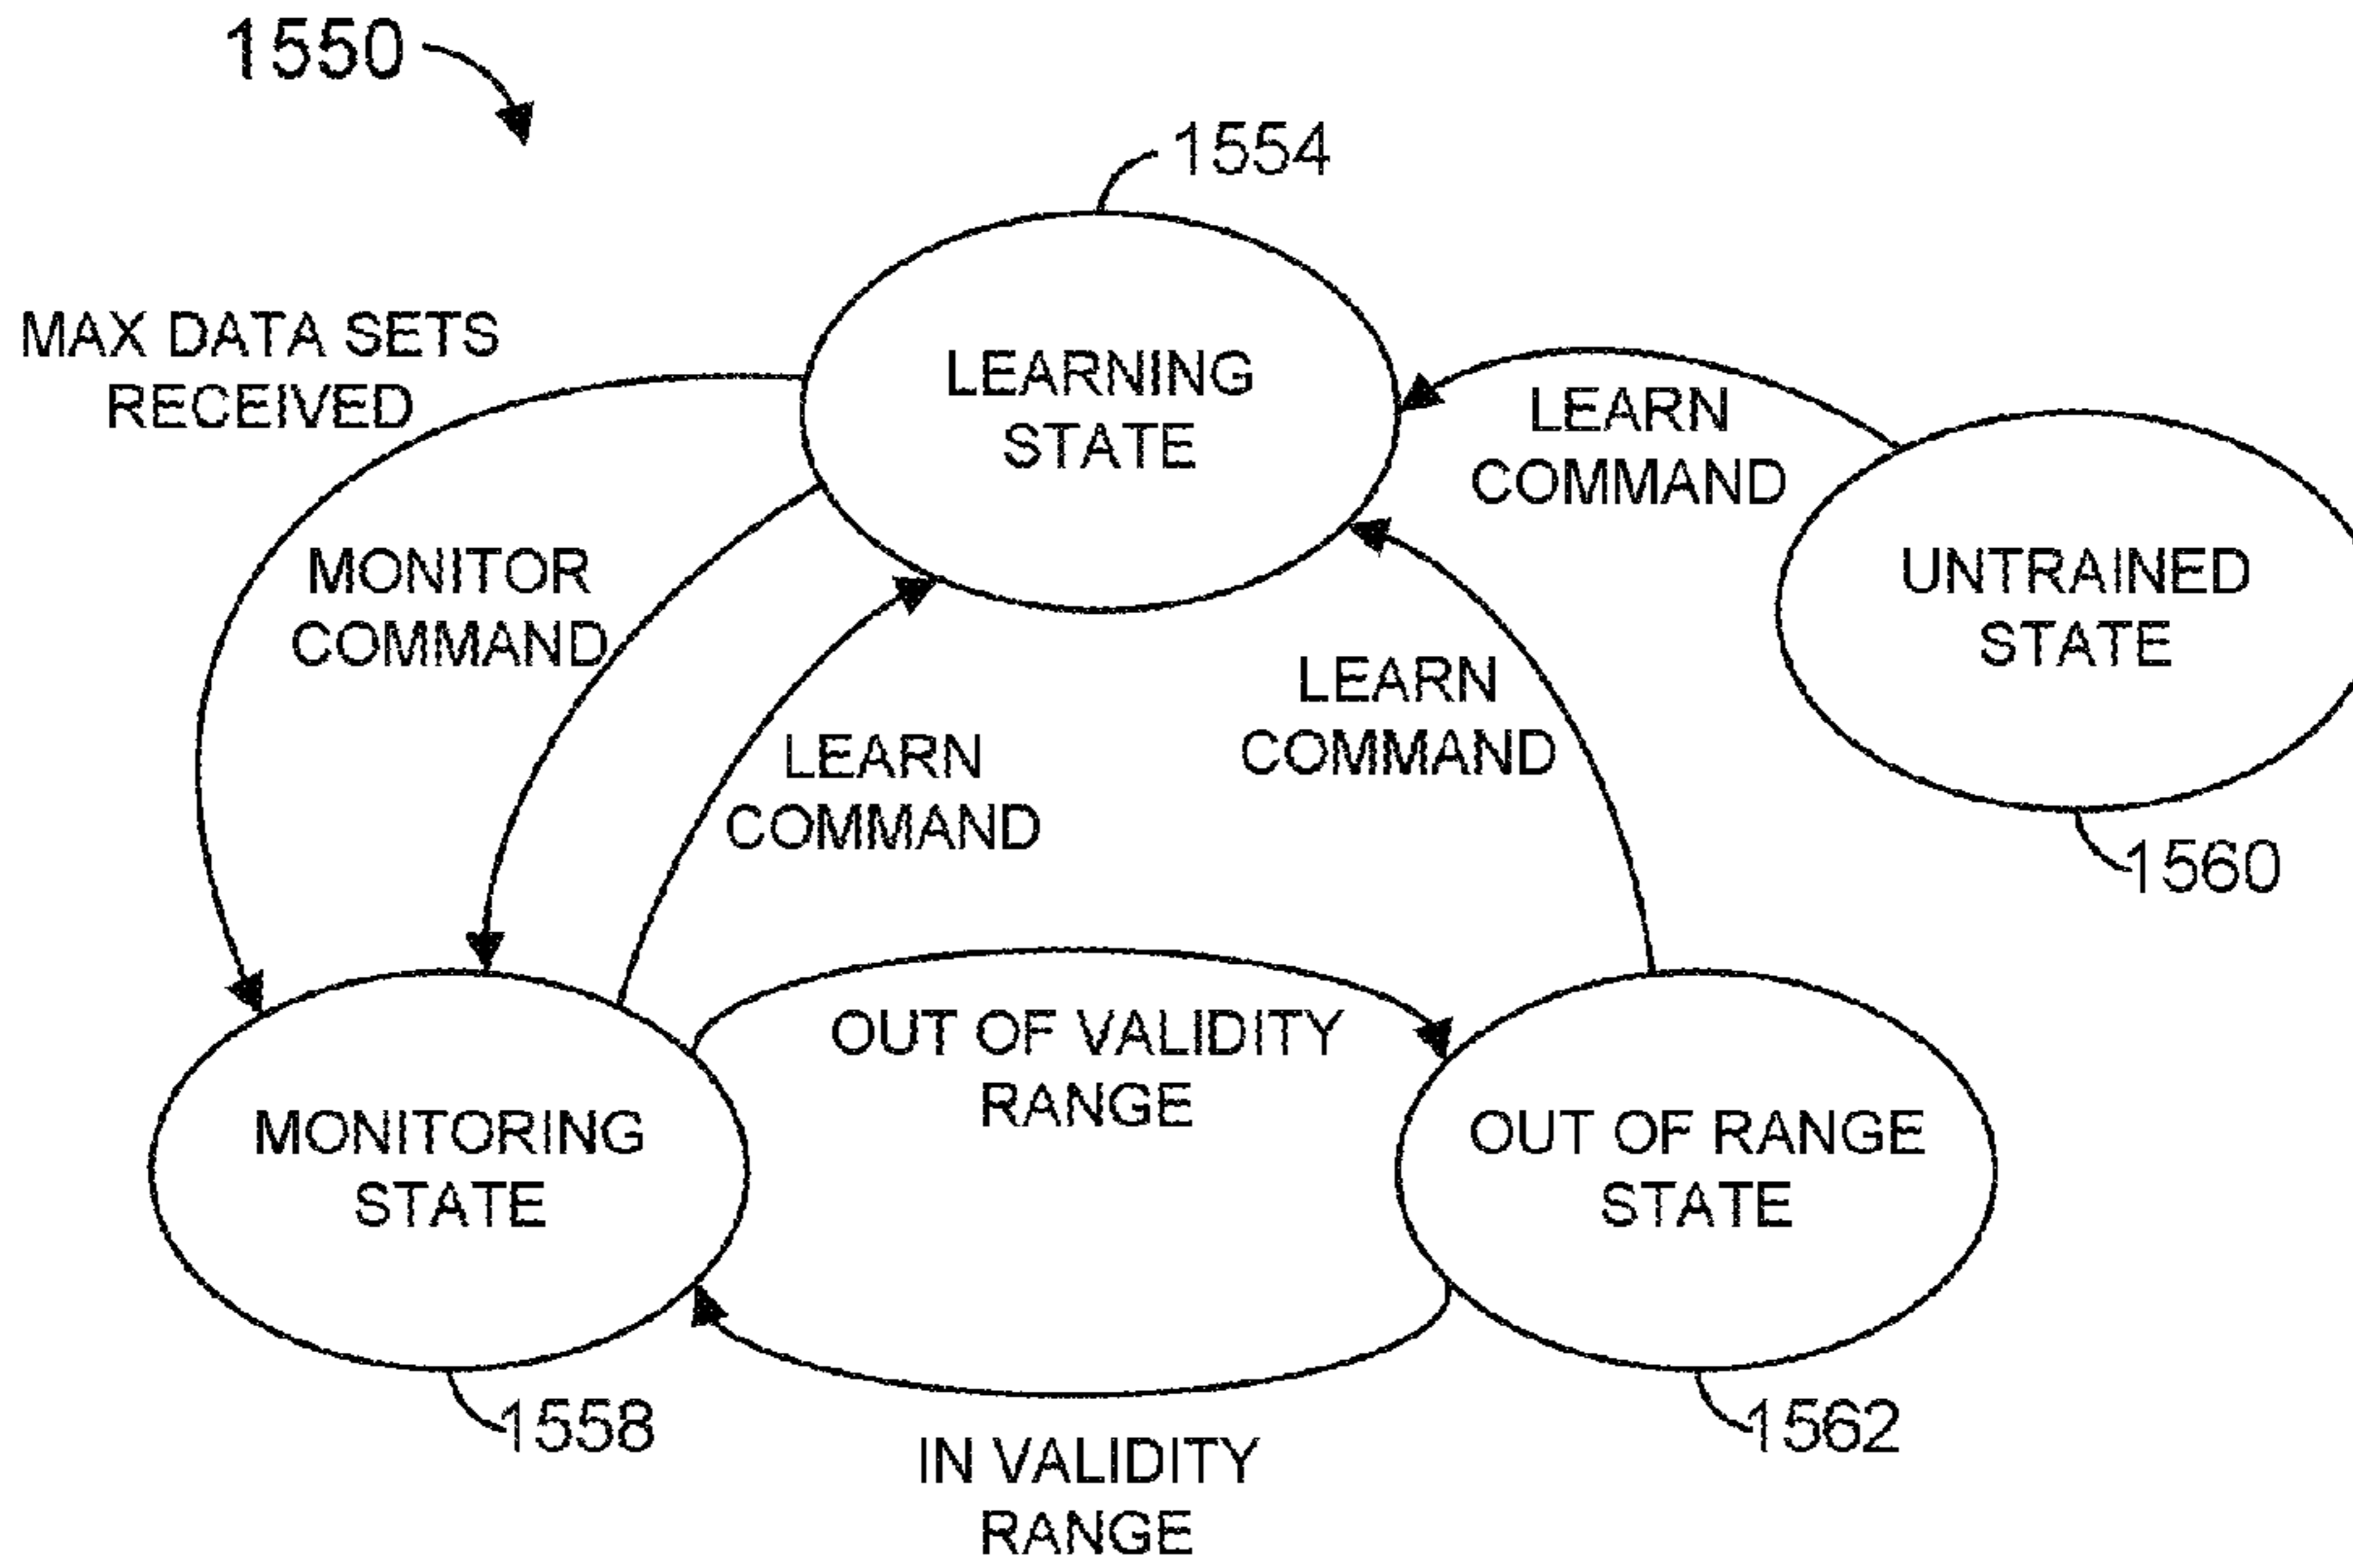 1550
1554
MAX DATA SETS
RECEIVED
LEARNING
STATE
LEARN
COMMAND
MONITOR
COMMAND
UNTRAINED
STATE
LEARN
COMMAND
LEARN
COMMAND
1560
OUT OF VALIDITY
RANGE
MONITORING
STATE
OUT OF RANGE
STATE
1558
1562
IN VALIDITY
RANGE